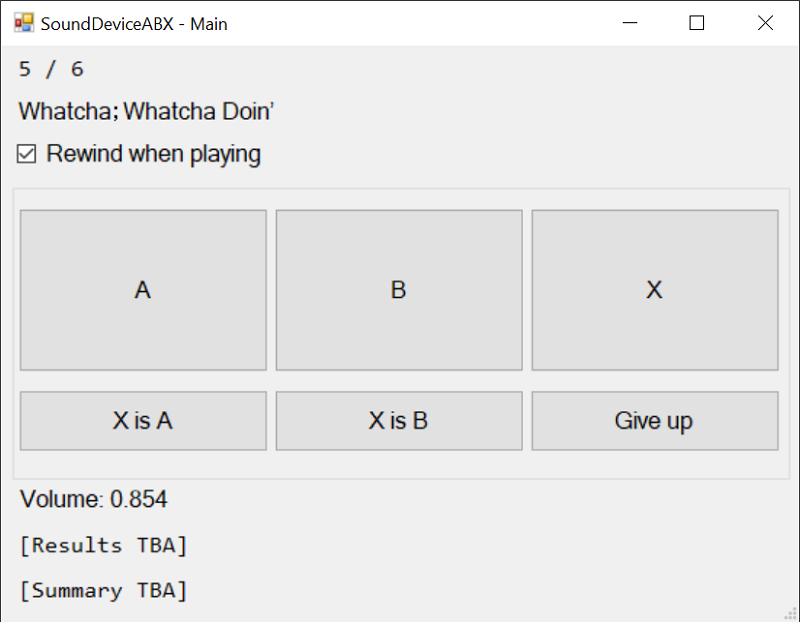 SoundDeviceABX - Main
5 / 6
Whatcha; Whatcha Doin’
Rewind when playing
A B X
X is A X is B Give up
Volume: 0.854
[Results TBA]
[Summary TBA]